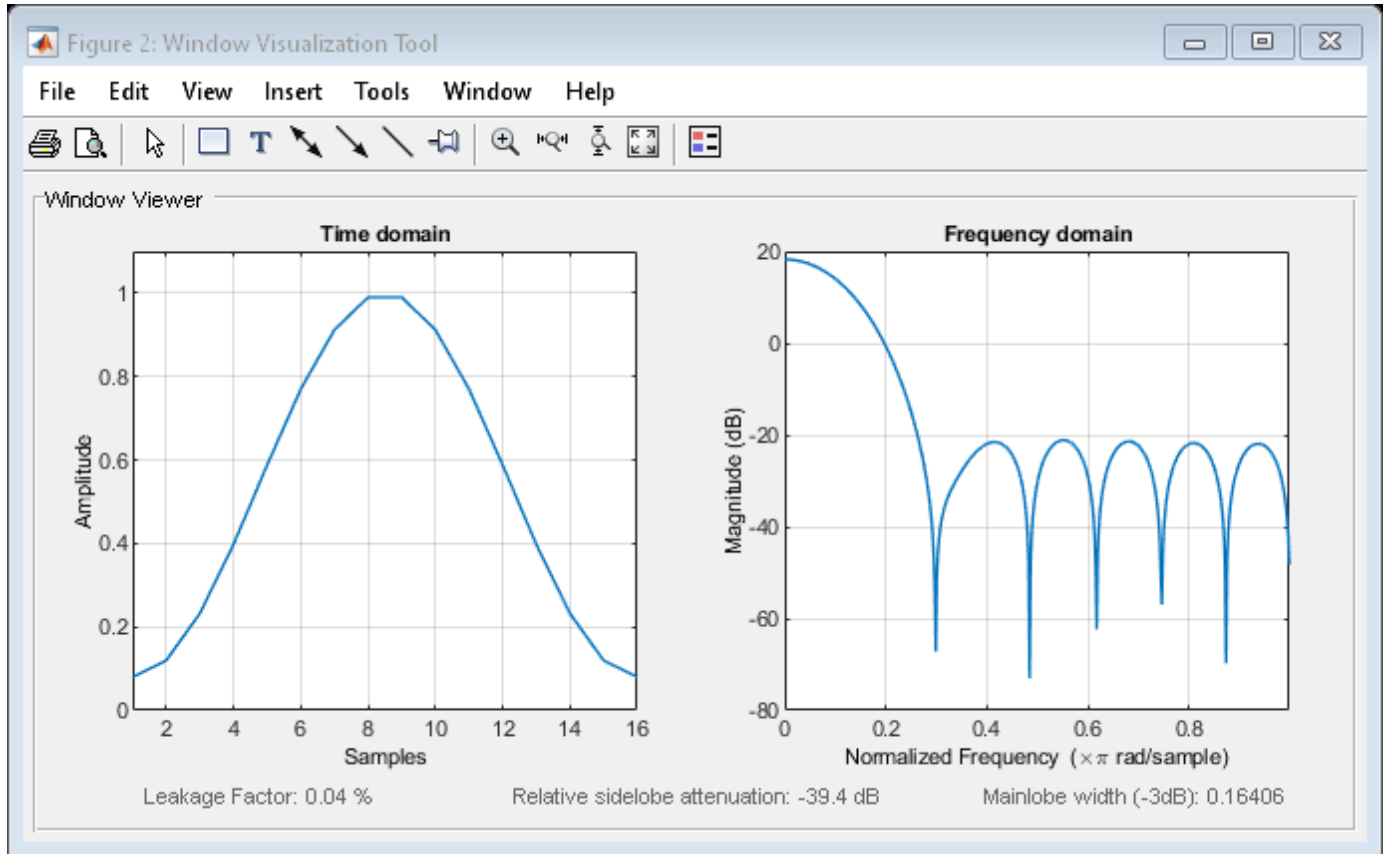 Figure 2: Window Visualization Tool
File Edit View Insert Tools Window Help
T
Window Viewer
Time domain
Amplitude
1
0.8
0.6
0.4
0.2
0
2 4 6 8 10 12 14 16
Samples
Frequency domain
Magnitude (dB)
20
0
-20
-40
-60
-80
0 0.2 0.4 0.6 0.8
Normalized Frequency (×π rad/sample)
Leakage Factor: 0.04 %
Relative sidelobe attenuation: -39.4 dB
Mainlobe width (-3dB): 0.16406